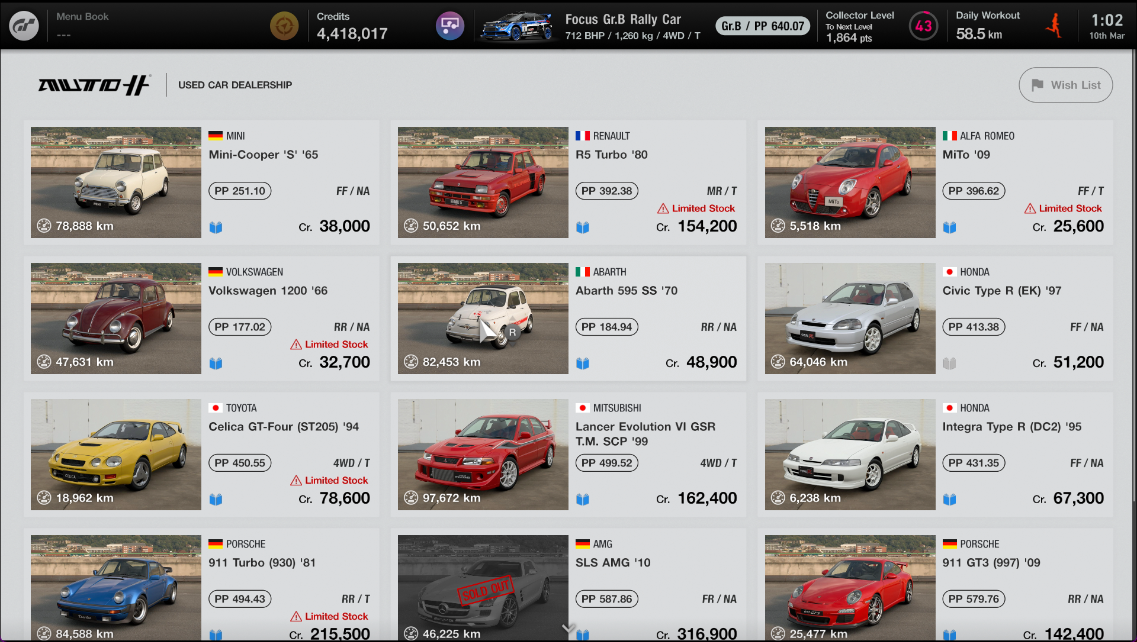 GT
Menu Book
---
Credits
4,418,017
Focus Gr.B Rally Car
712 BHP / 1,260 kg / 4WD / T
Gr.B / PP 640.07
Collector Level
To Next Level
1,864 pts
43
Daily Workout
58.5 km
1:02
10th Mar
AUTO
USED CAR DEALERSHIP
Wish List
MINI
Mini-Cooper 'S' '65
PP 251.10
FF / NA
78,888 km
Cr. 38,000
RENAULT
R5 Turbo '80
PP 392.38
MR / T
Limited Stock
50,652 km
Cr. 154,200
ALFA ROMEO
MiTo '09
PP 396.62
FF / T
Limited Stock
MiTo
5,518 km
Cr. 25,600
VOLKSWAGEN
Volkswagen 1200 '66
PP 177.02
RR / NA
Limited Stock
47,631 km
Cr. 32,700
ABARTH
Abarth 595 SS '70
PP 184.94
RR / NA
R
82,453 km
Cr. 48,900
HONDA
Civic Type R (EK) '97
PP 413.38
FF / NA
64,046 km
Cr. 51,200
TOYOTA
Celica GT-Four (ST205) '94
PP 450.55
4WD / T
Limited Stock
18,962 km
Cr. 78,600
MITSUBISHI
Lancer Evolution VI GSR
T.M. SCP '99
PP 499.52
4WD / T
97,672 km
Cr. 162,400
HONDA
Integra Type R (DC2) '95
PP 431.35
FF / NA
6,238 km
Cr. 67,300
PORSCHE
911 Turbo (930) '81
PP 494.43
RR / T
Limited Stock
84,588 km
Cr. 215,500
AMG
SLS AMG '10
PP 587.86
FR / NA
SOLD OUT
46,225 km
Cr. 316,900
PORSCHE
911 GT3 (997) '09
PP 579.76
RR / NA
25,477 km
Cr. 142,400